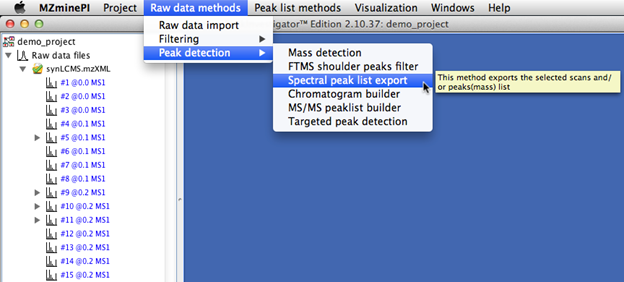 MZminePI Project Raw data methods Peak list methods Visualization Windows Help
igator™ Edition 2.10.37: demo_project
Raw data import
Filtering
Peak detection
Mass detection
FTMS shoulder peaks filter
Spectral peak list export
Chromatogram builder
MS/MS peaklist builder
Targeted peak detection
This method exports the selected scans and/
or peaks(mass) list
demo_project
Raw data files
synLCMS.mzXML
#1 @0.0 MS1
#2 @0.0 MS1
#3 @0.0 MS1
#4 @0.1 MS1
#5 @0.1 MS1
#6 @0.1 MS1
#7 @0.1 MS1
#8 @0.1 MS1
#9 @0.2 MS1
#10 @0.2 MS1
#11 @0.2 MS1
#12 @0.2 MS1
#13 @0.2 MS1
#14 @0.2 MS1
#15 @0.2 MS1